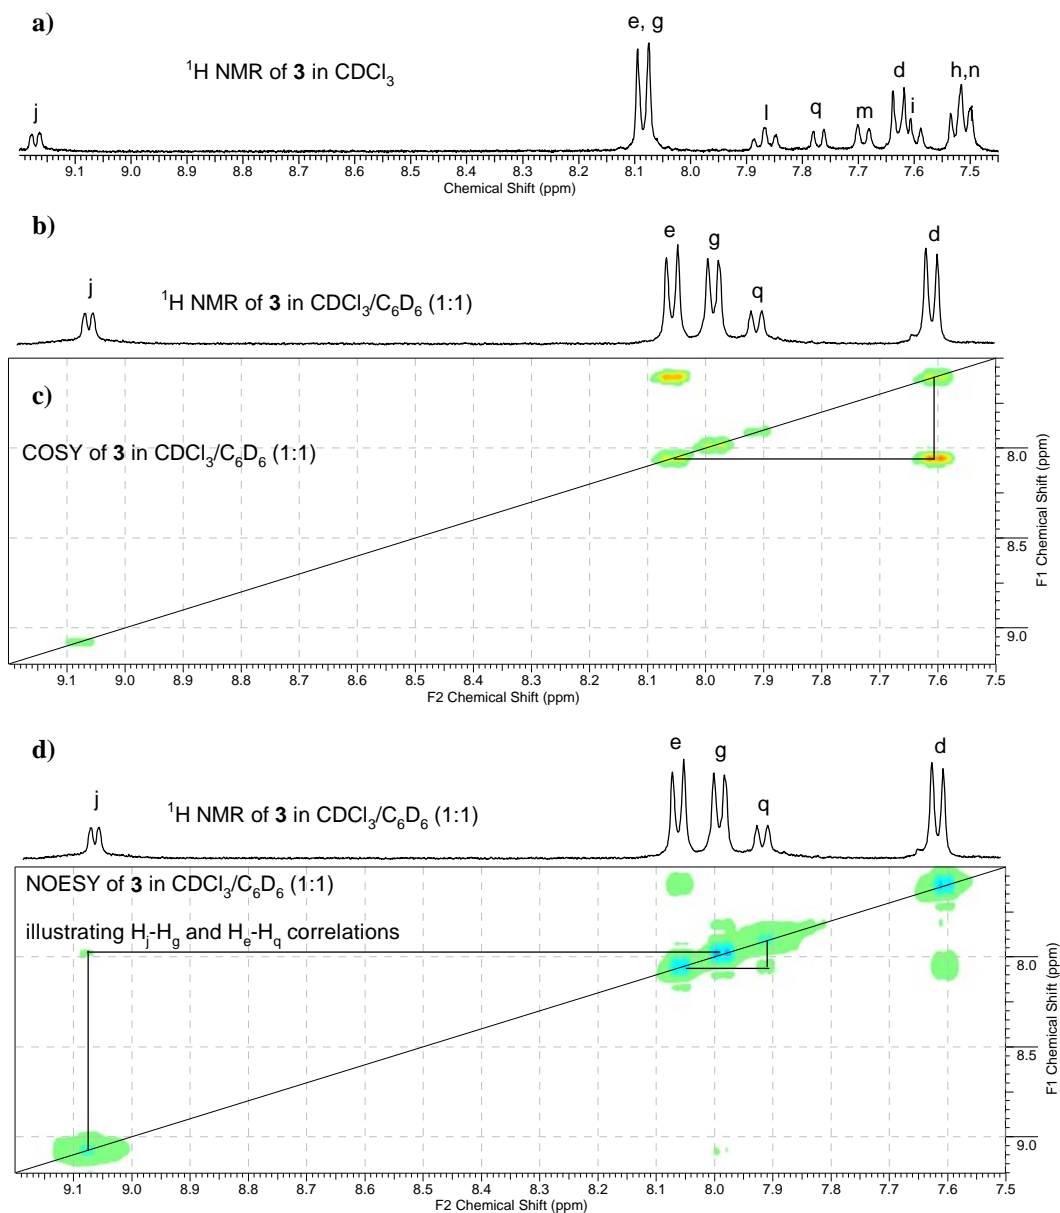 a)
¹H NMR of 3 in CDCl₃
j
e, g
l
q
m
d
i
h,n
9.1 9.0 8.9 8.8 8.7 8.6 8.5 8.4 8.3 8.2 8.1 8.0 7.9 7.8 7.7 7.6 7.5
Chemical Shift (ppm)
b)
¹H NMR of 3 in CDCl₃/C₆D₆ (1:1)
j
e
g
q
d
c)
COSY of 3 in CDCl₃/C₆D₆ (1:1)
8.0
8.5
9.0
F1 Chemical Shift (ppm)
9.1 9.0 8.9 8.8 8.7 8.6 8.5 8.4 8.3 8.2 8.1 8.0 7.9 7.8 7.7 7.6 7.5
F2 Chemical Shift (ppm)
d)
¹H NMR of 3 in CDCl₃/C₆D₆ (1:1)
j
e
g
q
d
NOESY of 3 in CDCl₃/C₆D₆ (1:1)
illustrating Hⱼ-H_g and Hₑ-H_q correlations
8.0
8.5
9.0
F1 Chemical Shift (ppm)
9.1 9.0 8.9 8.8 8.7 8.6 8.5 8.4 8.3 8.2 8.1 8.0 7.9 7.8 7.7 7.6 7.5
F2 Chemical Shift (ppm)